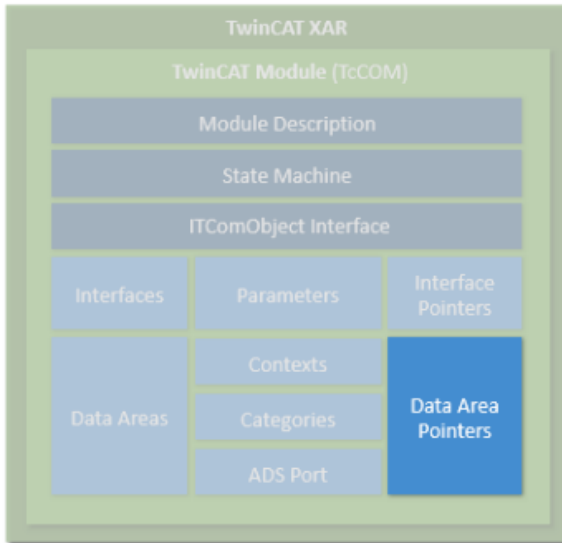 TwinCAT XAR
TwinCAT Module (TcCOM)
Module Description
State Machine
ITComObject Interface
Interfaces
Parameters
Interface
Pointers
Data Areas
Contexts
Categories
ADS Port
Data Area
Pointers